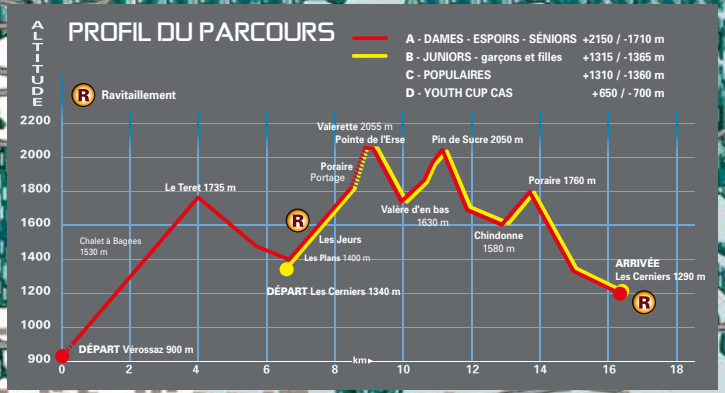 ALTITUDE
PROFIL DU PARCOURS
A - DAMES - ESPOIRS - SÉNIORS +2150 / -1710 m
B - JUNIORS - garçons et filles +1315 / -1365 m
C - POPULAIRES +1310 / -1360 m
D - YOUTH CUP CAS +650 / -700 m
R Ravitaillement
2200
2000
1800
1600
1400
1200
1000
900
Valerette 2055 m
Pointe de l'Erse
Pin de Sucre 2050 m
Poraire
Portage
Le Teret 1735 m
Poraire 1760 m
R
Valère d'en bas
1630 m
Chalet à Bagnes
1530 m
Les Jeurs
Chindonne
1580 m
Les Plans 1400 m
ARRIVÉE
Les Cerniers 1290 m
DÉPART Les Cerniers 1340 m
R
DÉPART Vérossaz 900 m
km
0 2 4 6 8 10 12 14 16 18